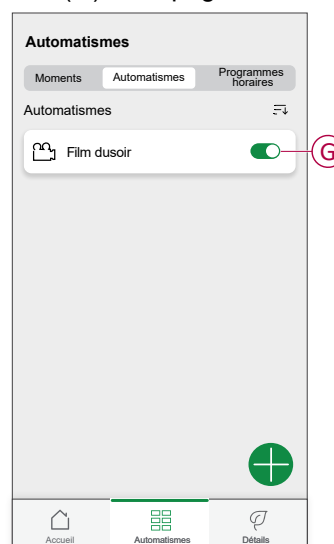 Automatismes
Moments
Automatismes
Programmes
horaires
Automatismes
Film dusoir
G
Accueil
Automatismes
Détails